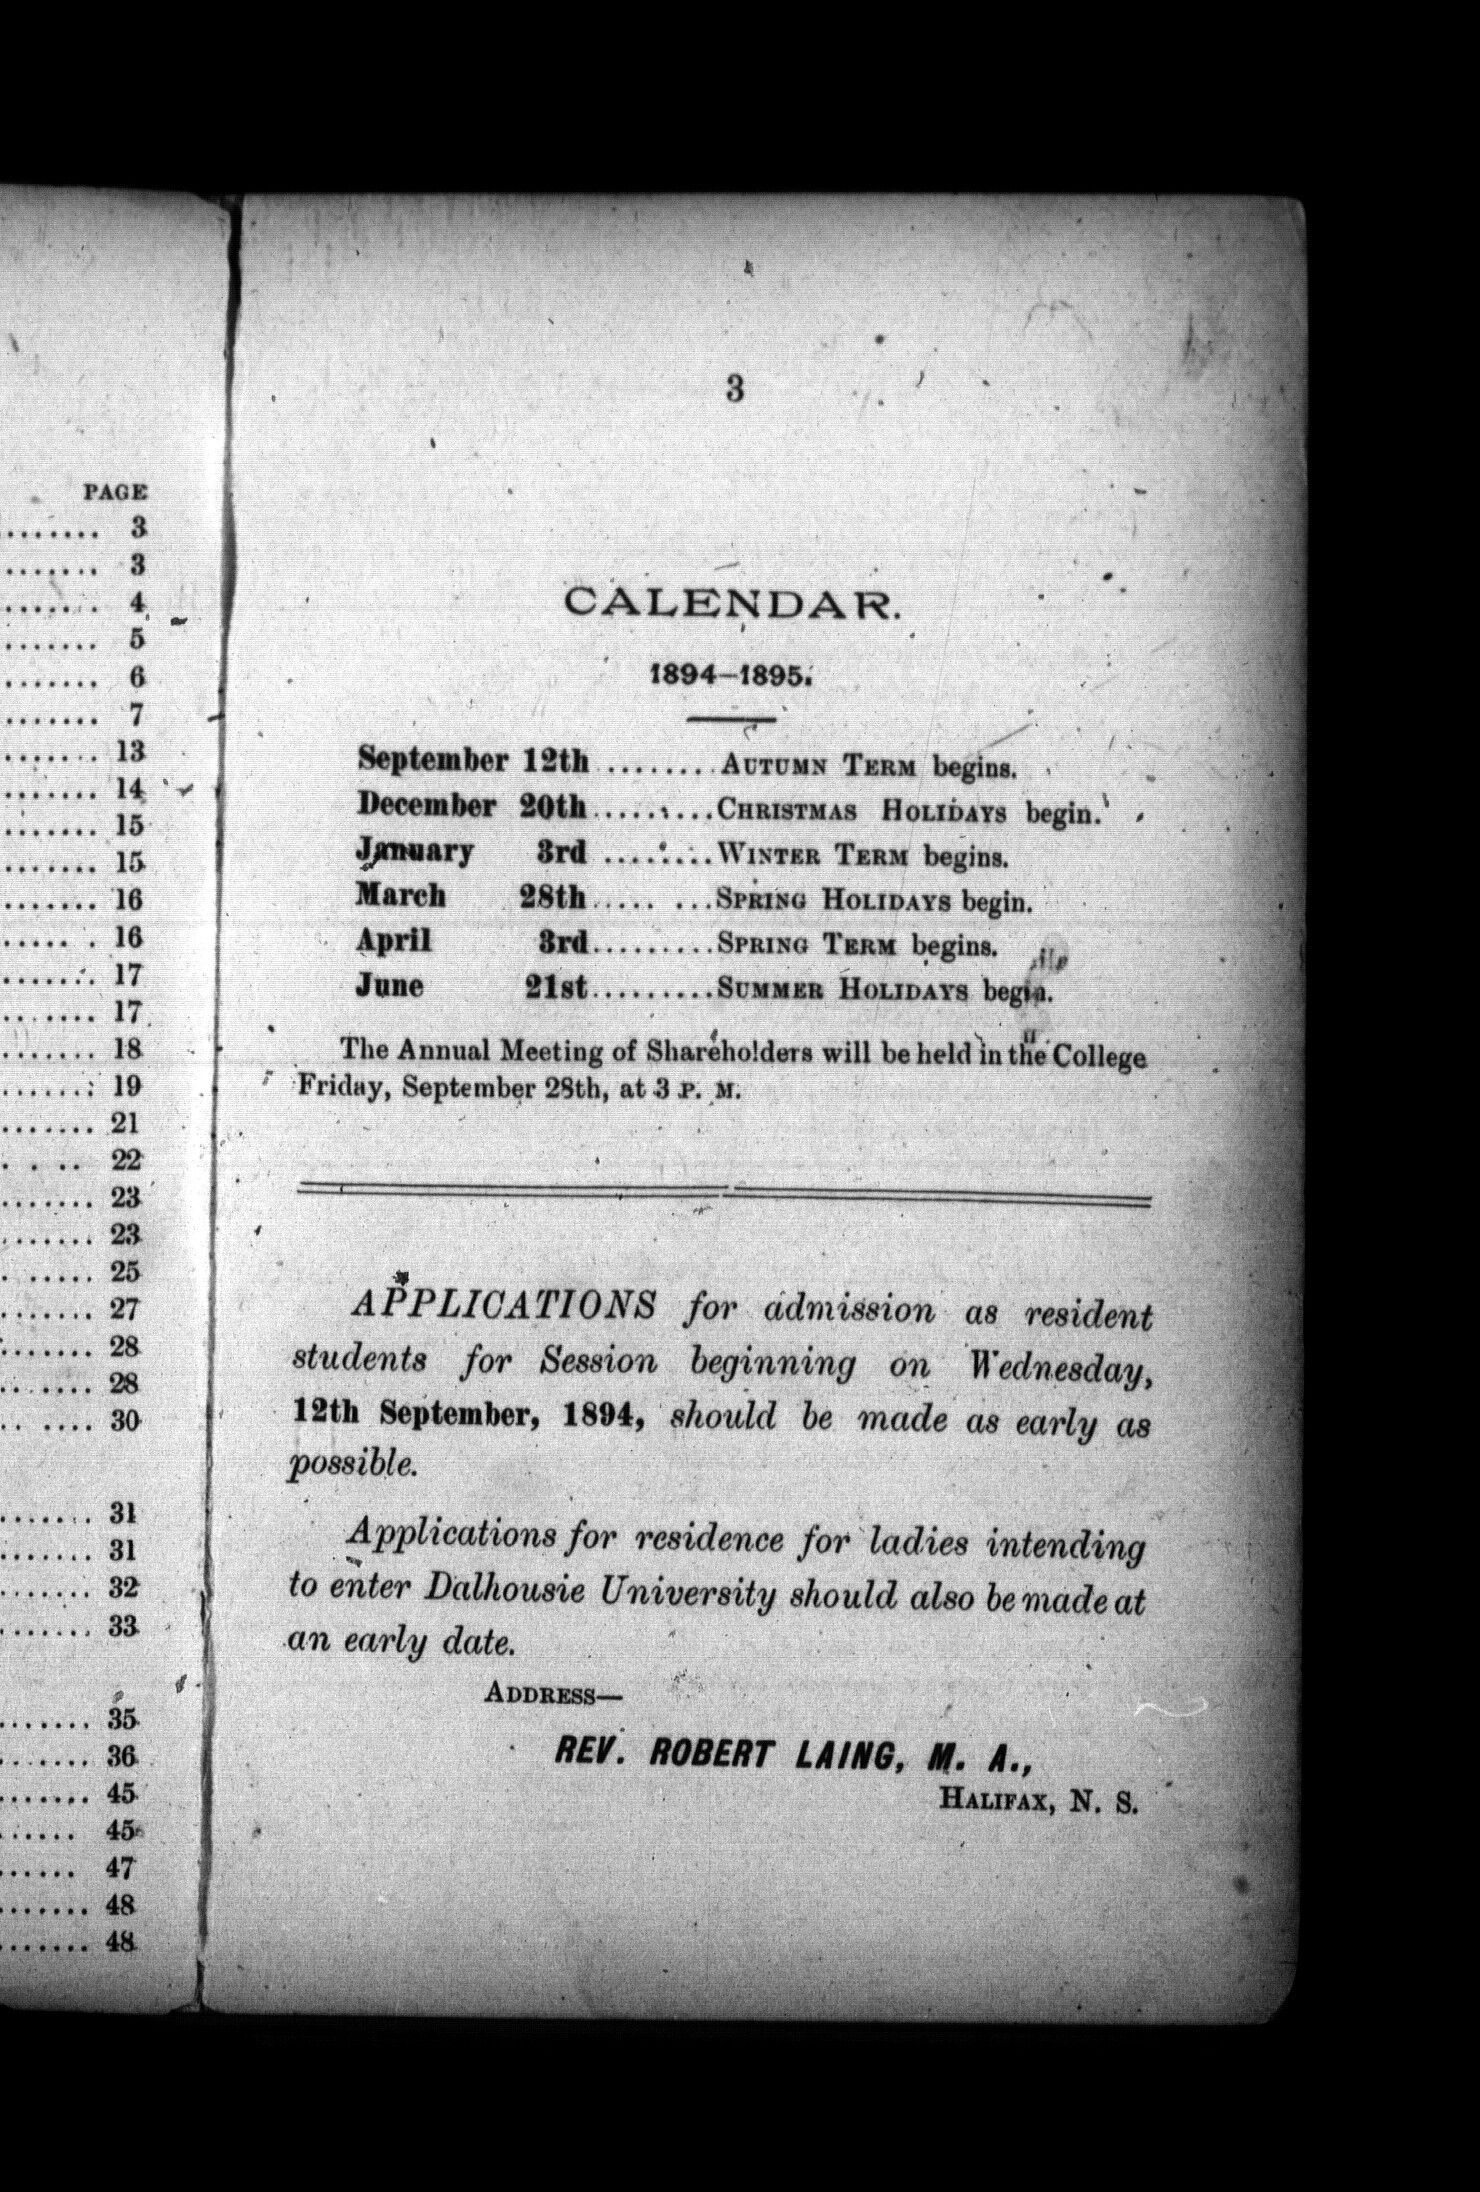 PAGE
....... 3
....... 3
....... 4
....... 5
....... 6
....... 7
....... 13
....... 14
....... 15
....... 15
....... 16
..... . 16
....... 17
....... 17
....... 18
....... 19
....... 21
. . .. 22
....... 23
....... 23
. ..... 25
....... 27
....... 28
....... 28
.. .... 30
....... 31
....... 31
....... 32
....... 33
....... 35
....... 36
....... 45
...... 45
...... 47
....... 48
....... 48
3
CALENDAR.
1894–1895.
September 12th........AUTUMN TERM begins.
December 20th........CHRISTMAS HOLIDAYS begin.
January 3rd ........WINTER TERM begins.
March 28th..... ...SPRING HOLIDAYS begin.
April 3rd.........SPRING TERM begins.
June 21st.........SUMMER HOLIDAYS begin.
The Annual Meeting of Shareholders will be held in the College
Friday, September 28th, at 3 P. M.
APPLICATIONS for admission as resident
students for Session beginning on Wednesday,
12th September, 1894, should be made as early as
possible.
Applications for residence for ladies intending
to enter Dalhousie University should also be made at
an early date.
ADDRESS—
REV. ROBERT LAING, M. A.,
HALIFAX, N. S.